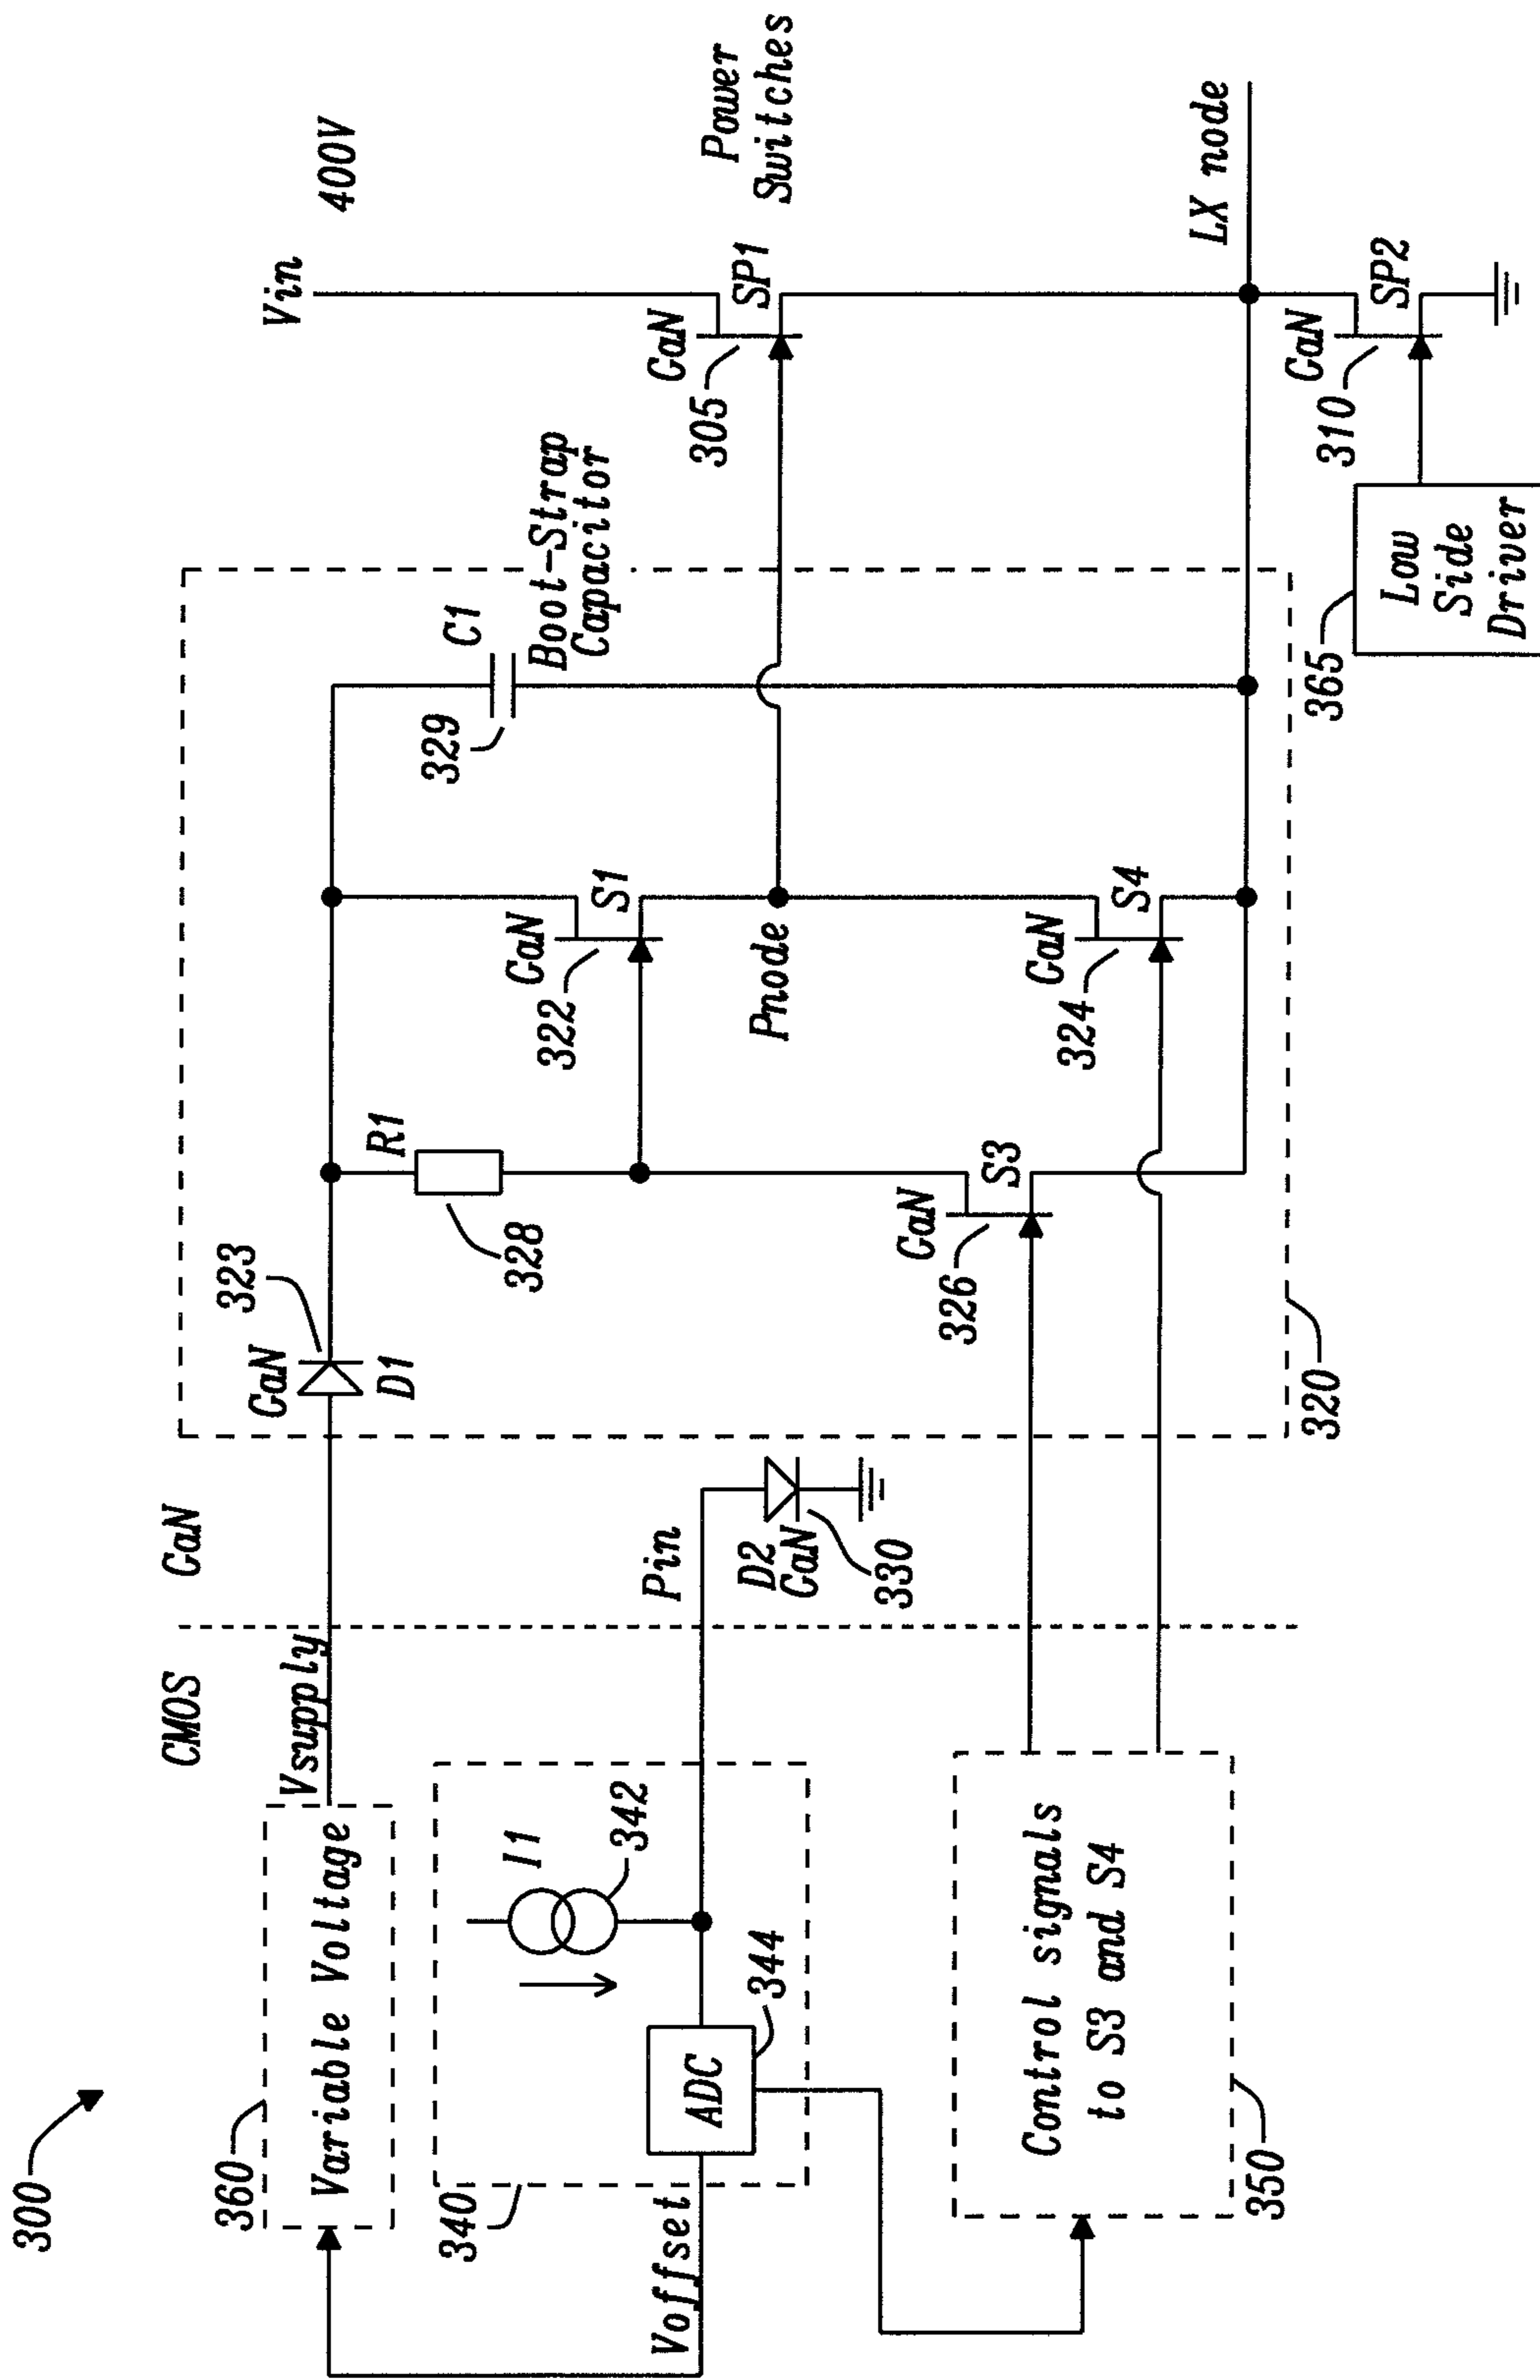 300
CMOS
GaN
360
Variable Voltage
Vsupply
GaN
323
D1
R1
328
GaN
322
S1
329
C1
Boot-Strap
Capacitor
Vin
400V
340
I1
342
ADC
344
Voffset
Pin
D2
GaN
330
Pnode
GaN
305
SP1
Power
Switches
Control signals
to S3 and S4
350
GaN
326
S3
GaN
324
S4
320
LX node
GaN
310
SP2
365
Low
Side
Driver